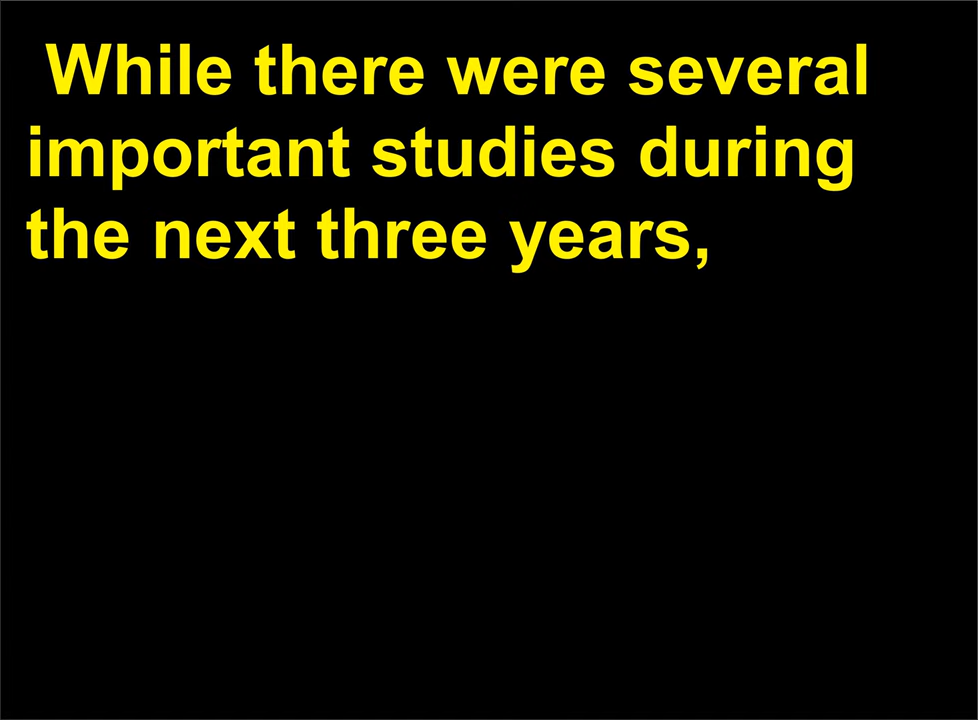 While there were several
important studies during
the next three years,